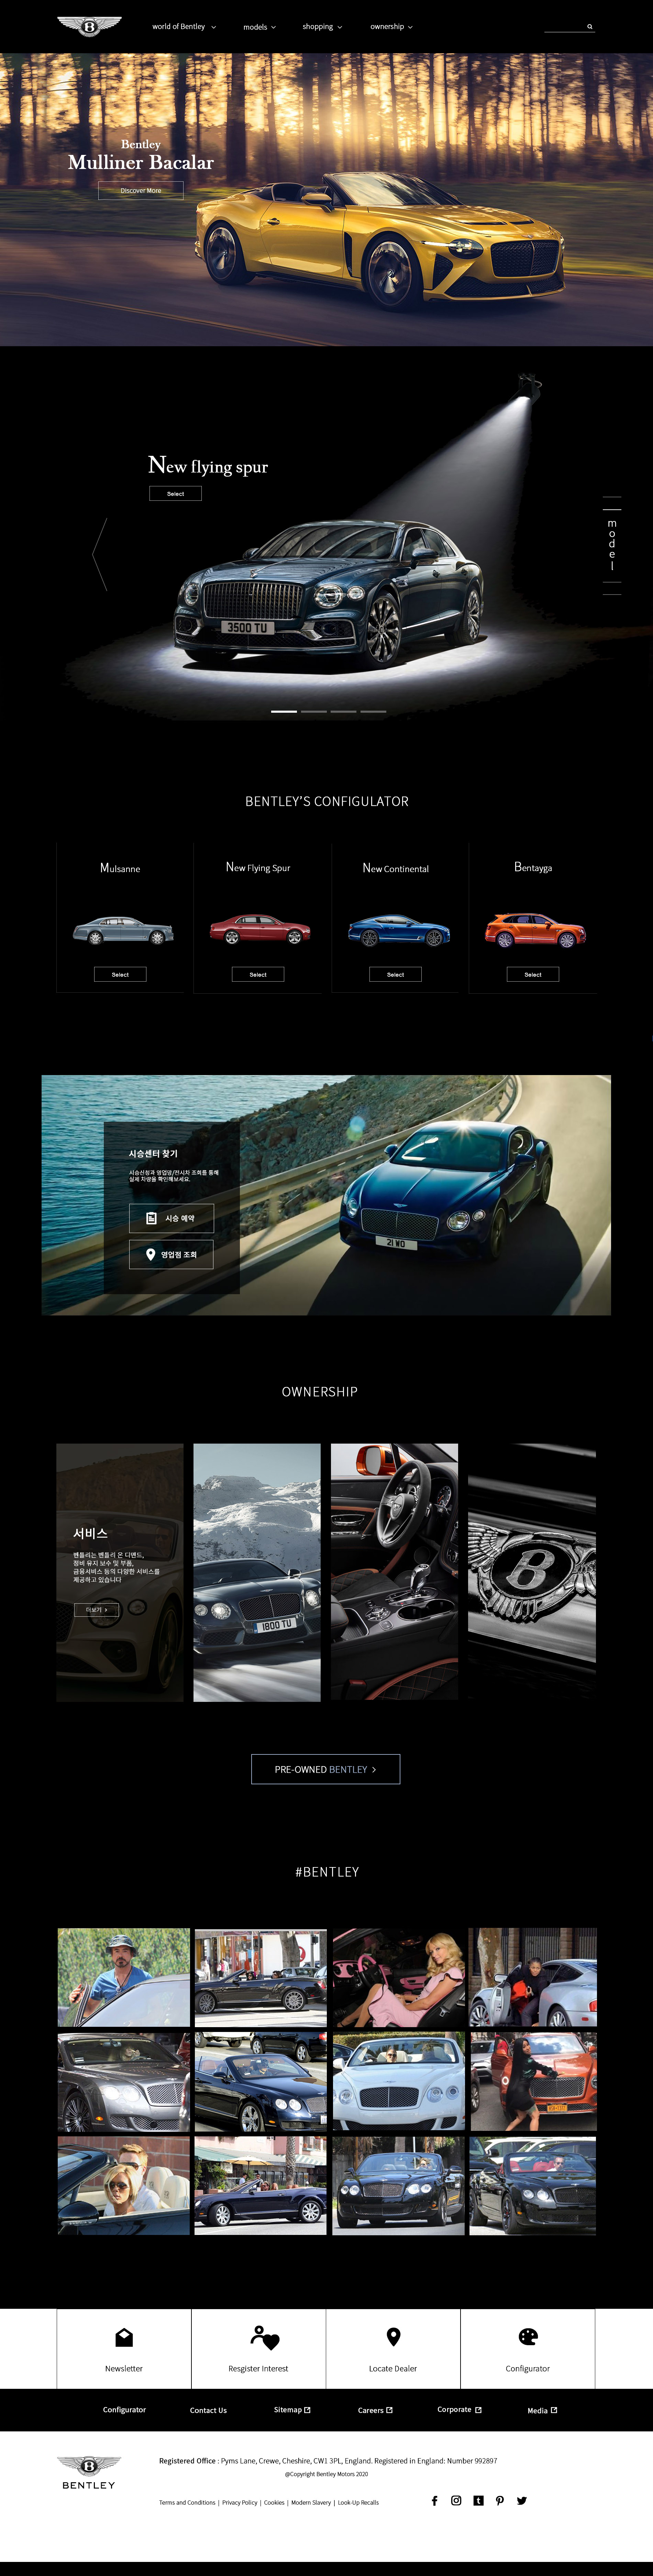 B
world of Bentley
models
shopping
ownership
Bentley
Mulliner Bacalar
Discover More
New flying spur
Select
3500 TU
model
BENTLEY'S CONFIGULATOR
Mulsanne
New Flying Spur
New Continental
Bentayga
Select
Select
Select
Select
시승센터 찾기
시승신청과 영업망/전시차 조회를 통해
실제 차량을 확인해보세요.
시승 예약
영업점 조회
21 WO
OWNERSHIP
서비스
벤틀리는 벤틀리 온 디맨드,
정비 유지 보수 및 부품,
금융서비스 등의 다양한 서비스를
제공하고 있습니다
더보기
1800 TU
B
PRE-OWNED BENTLEY
#BENTLEY
Newsletter
Resgister Interest
Locate Dealer
Configurator
Configurator
Contact Us
Sitemap
Careers
Corporate
Media
B
BENTLEY
Registered Office : Pyms Lane, Crewe, Cheshire, CW1 3PL, England. Registered in England: Number 992897
@Copyright Bentley Motors 2020
Terms and Conditions | Privacy Policy | Cookies | Modern Slavery | Look-Up Recalls